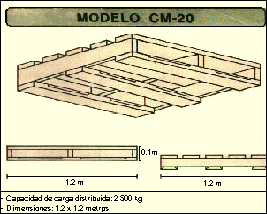 MODELO CM-20
0.1m
1.2 m
1.2 m
- Capacidad de carga distribuida: 2 500 kg
- Dimensiones: 1.2 x 1.2 metrps